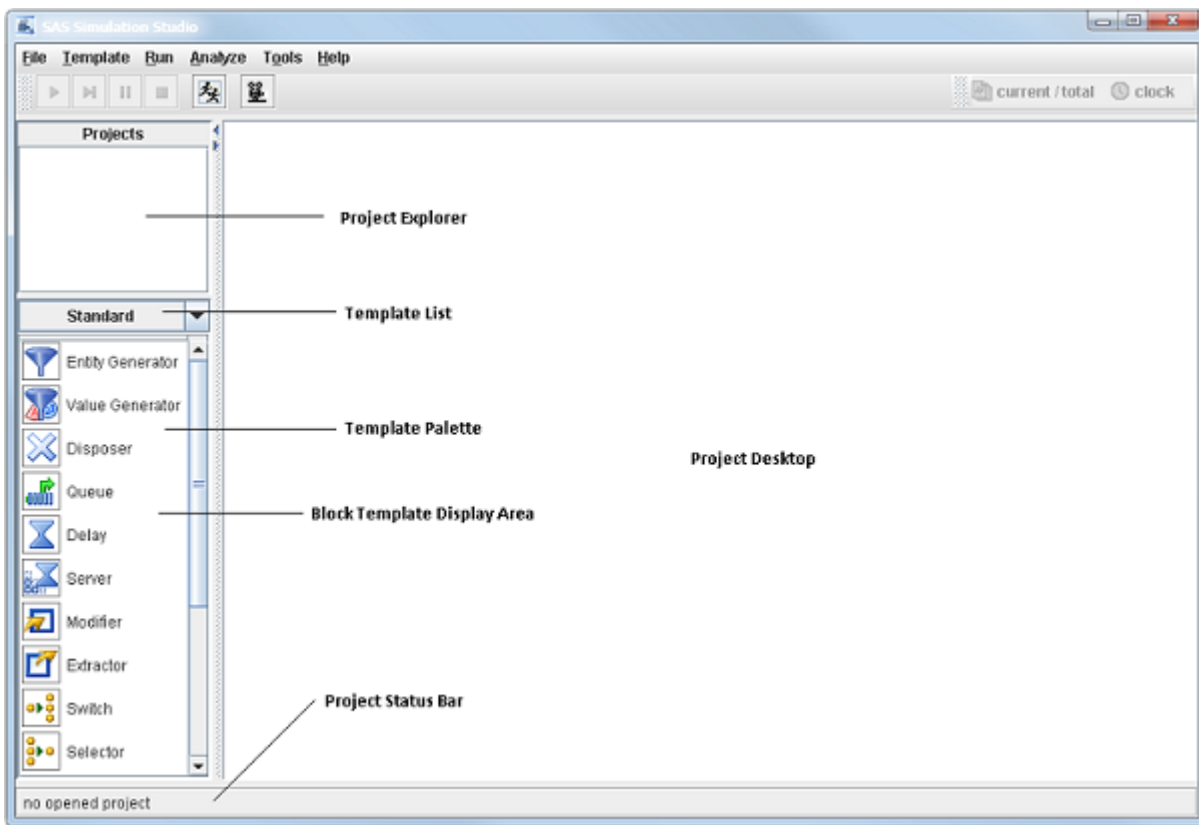 SAS Simulation Studio
File Template Run Analyze Tools Help
current / total clock
Projects
Project Explorer
Standard
Template List
Entity Generator
Value Generator
Template Palette
Disposer
Project Desktop
Queue
Block Template Display Area
Delay
Server
Modifier
Extractor
Switch
Project Status Bar
Selector
no opened project